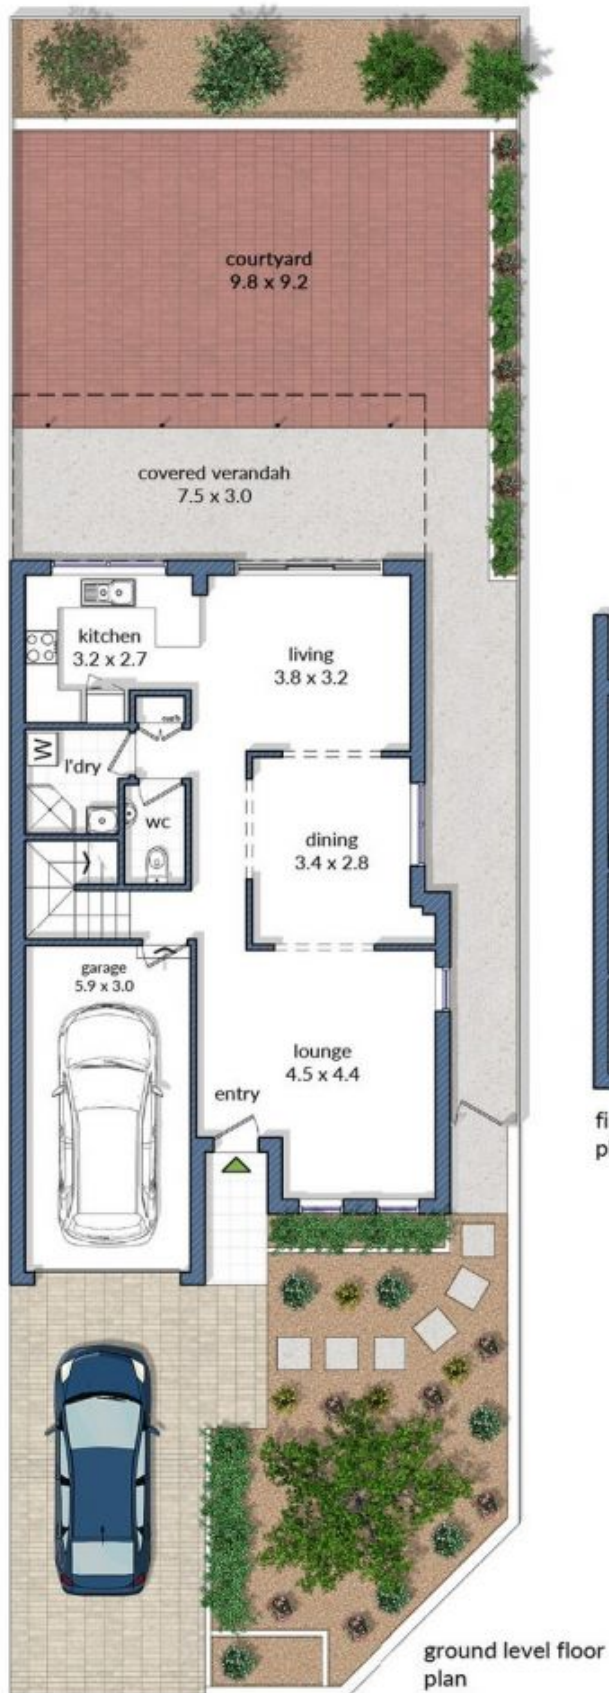 courtyard
9.8 x 9.2
covered verandah
7.5 x 3.0
kitchen
3.2 x 2.7
living
3.8 x 3.2
W
l'dry
wc
dining
3.4 x 2.8
garage
5.9 x 3.0
lounge
4.5 x 4.4
entry
ground level floor
plan